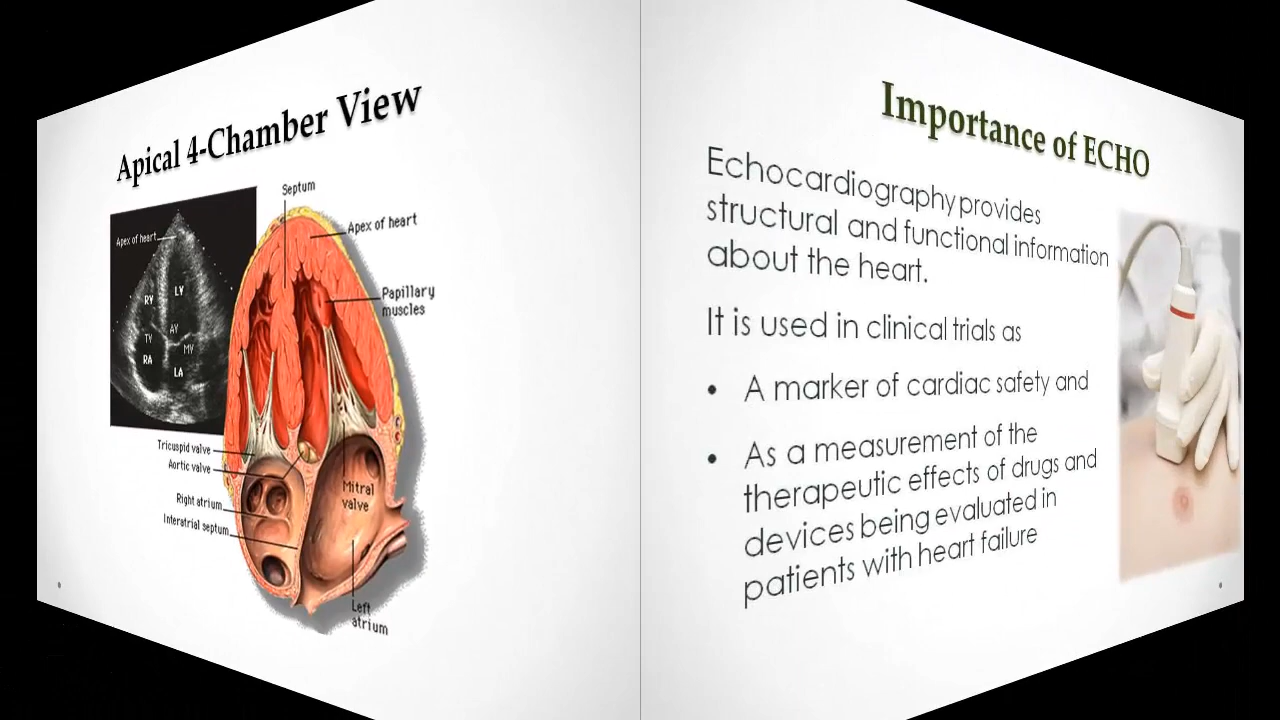 Apical 4-Chamber View
Septum
Apex of heart
Apex of heart
Papillary
muscles
RV
LV
AV
TV
MV
RA
LA
Tricuspid valve
Aortic valve
Mitral
valve
Right atrium
Interatrial septum
Left
atrium
Importance of ECHO
Echocardiography provides
structural and functional information
about the heart.
It is used in clinical trials as
• A marker of cardiac safety and
• As a measurement of the
therapeutic effects of drugs and
devices being evaluated in
patients with heart failure